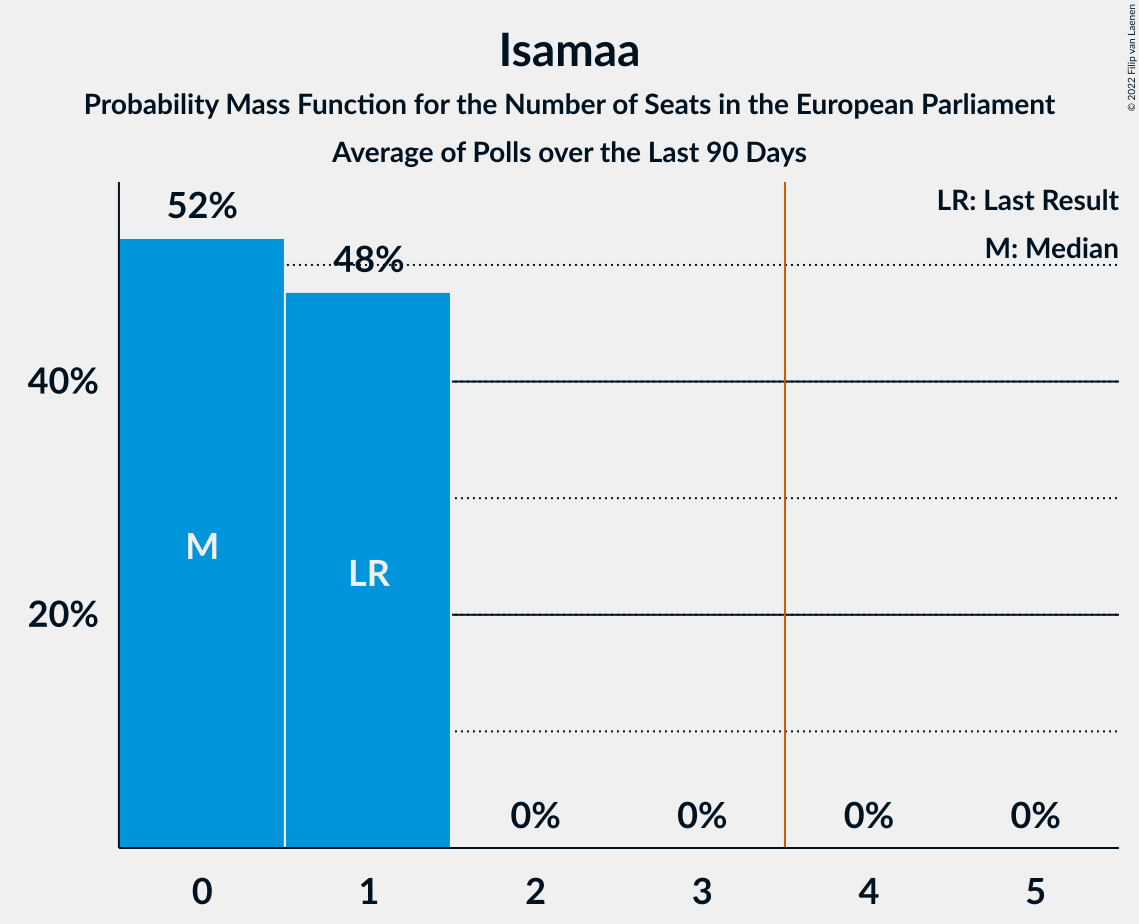 Isamaa
Probability Mass Function for the Number of Seats in the European Parliament
Average of Polls over the Last 90 Days
© 2022 Filip van Laenen
LR: Last Result
M: Median
52%
48%
40%
20%
M
LR
0%
0%
0%
0%
0
1
2
3
4
5